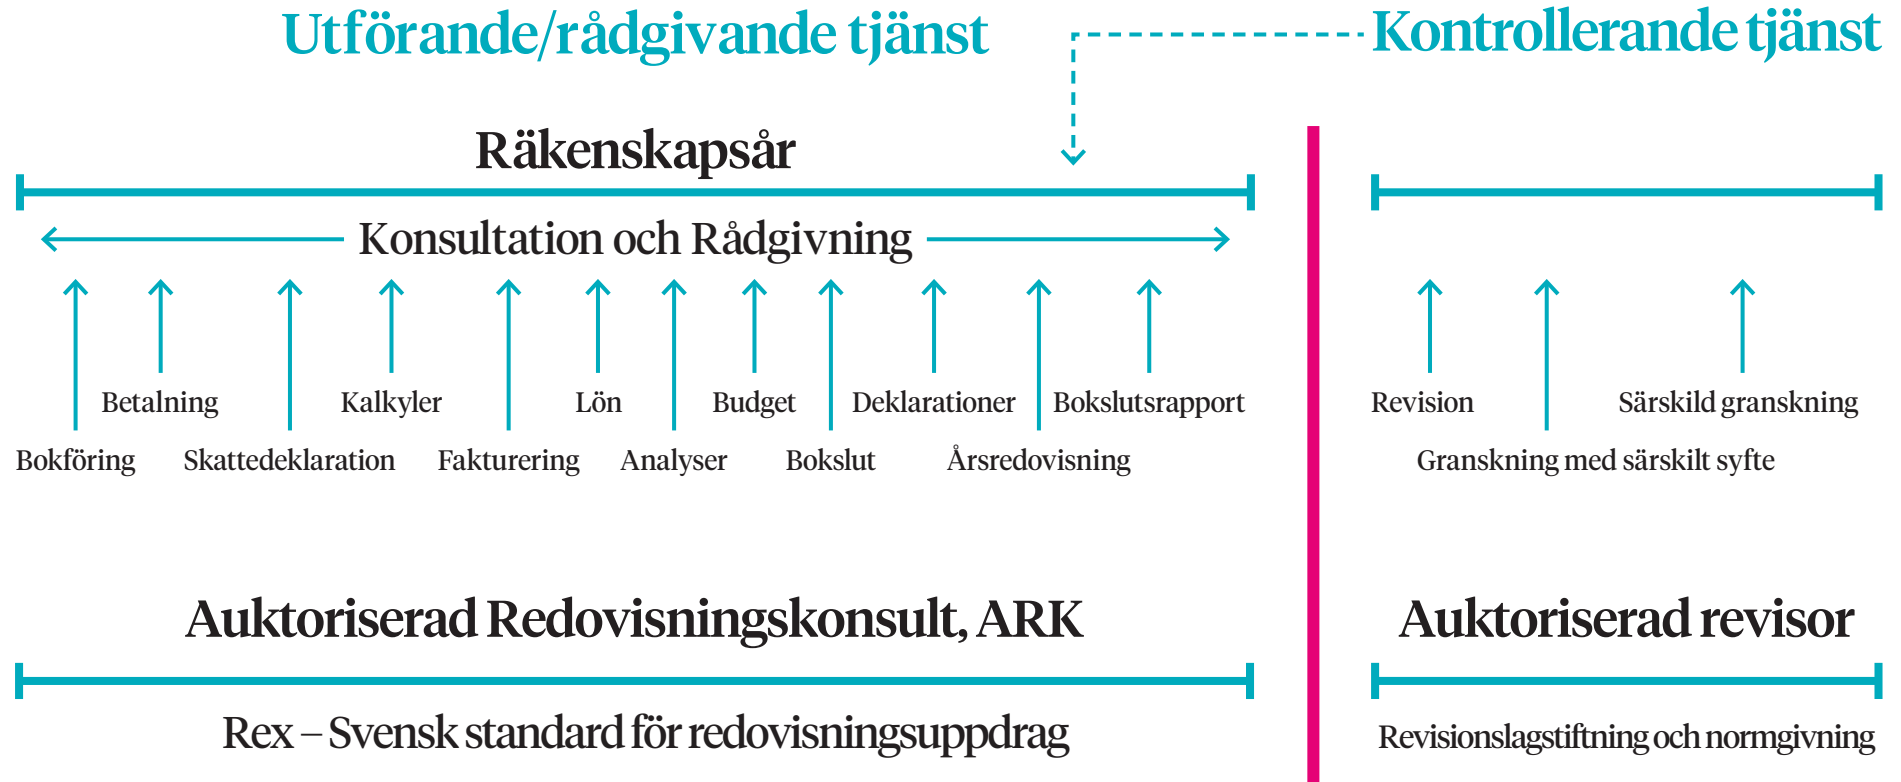 Utförande/rådgivande tjänst
Kontrollerande tjänst
Räkenskapsår
Konsultation och Rådgivning
Betalning
Kalkyler
Lön
Budget
Deklarationer
Bokslutsrapport
Bokföring
Skattedeklaration
Fakturering
Analyser
Bokslut
Årsredovisning
Revision
Särskild granskning
Granskning med särskilt syfte
Auktoriserad Redovisningskonsult, ARK
Rex – Svensk standard för redovisningsuppdrag
Auktoriserad revisor
Revisionslagstiftning och normgivning